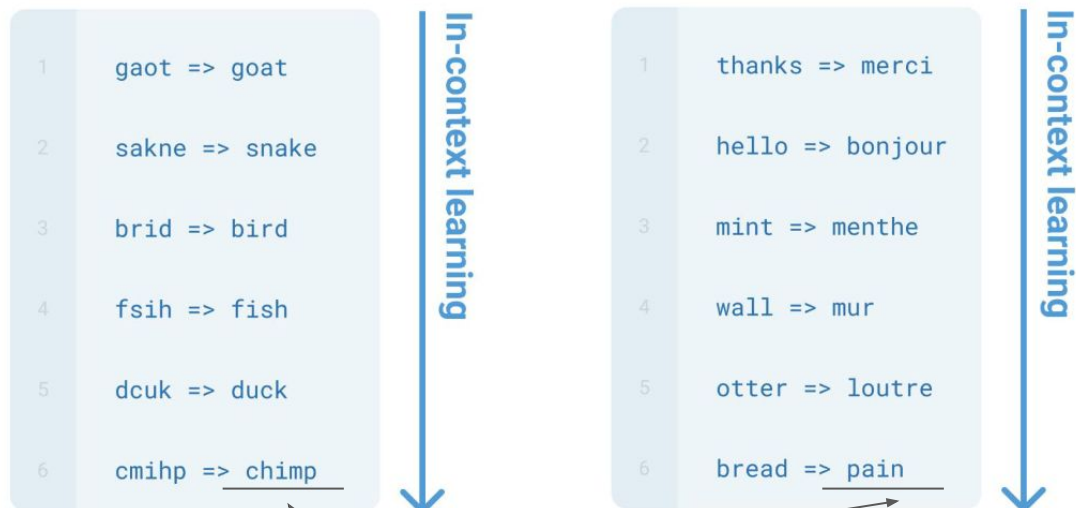 1 gaot => goat
2 sakne => snake
3 brid => bird
4 fsih => fish
5 dcuk => duck
6 cmihp => chimp
In-context learning
1 thanks => merci
2 hello => bonjour
3 mint => menthe
4 wall => mur
5 otter => loutre
6 bread => pain
In-context learning